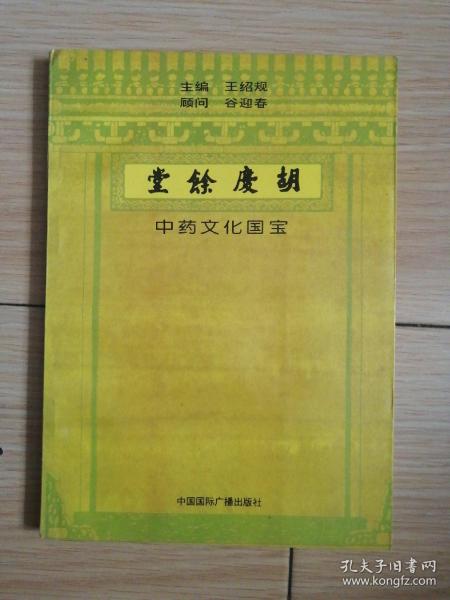 主编 王绍规
顾问 谷迎春
胡慶餘堂
中药文化国宝
中国国际广播出版社
孔夫子旧书网
www.kongfz.com